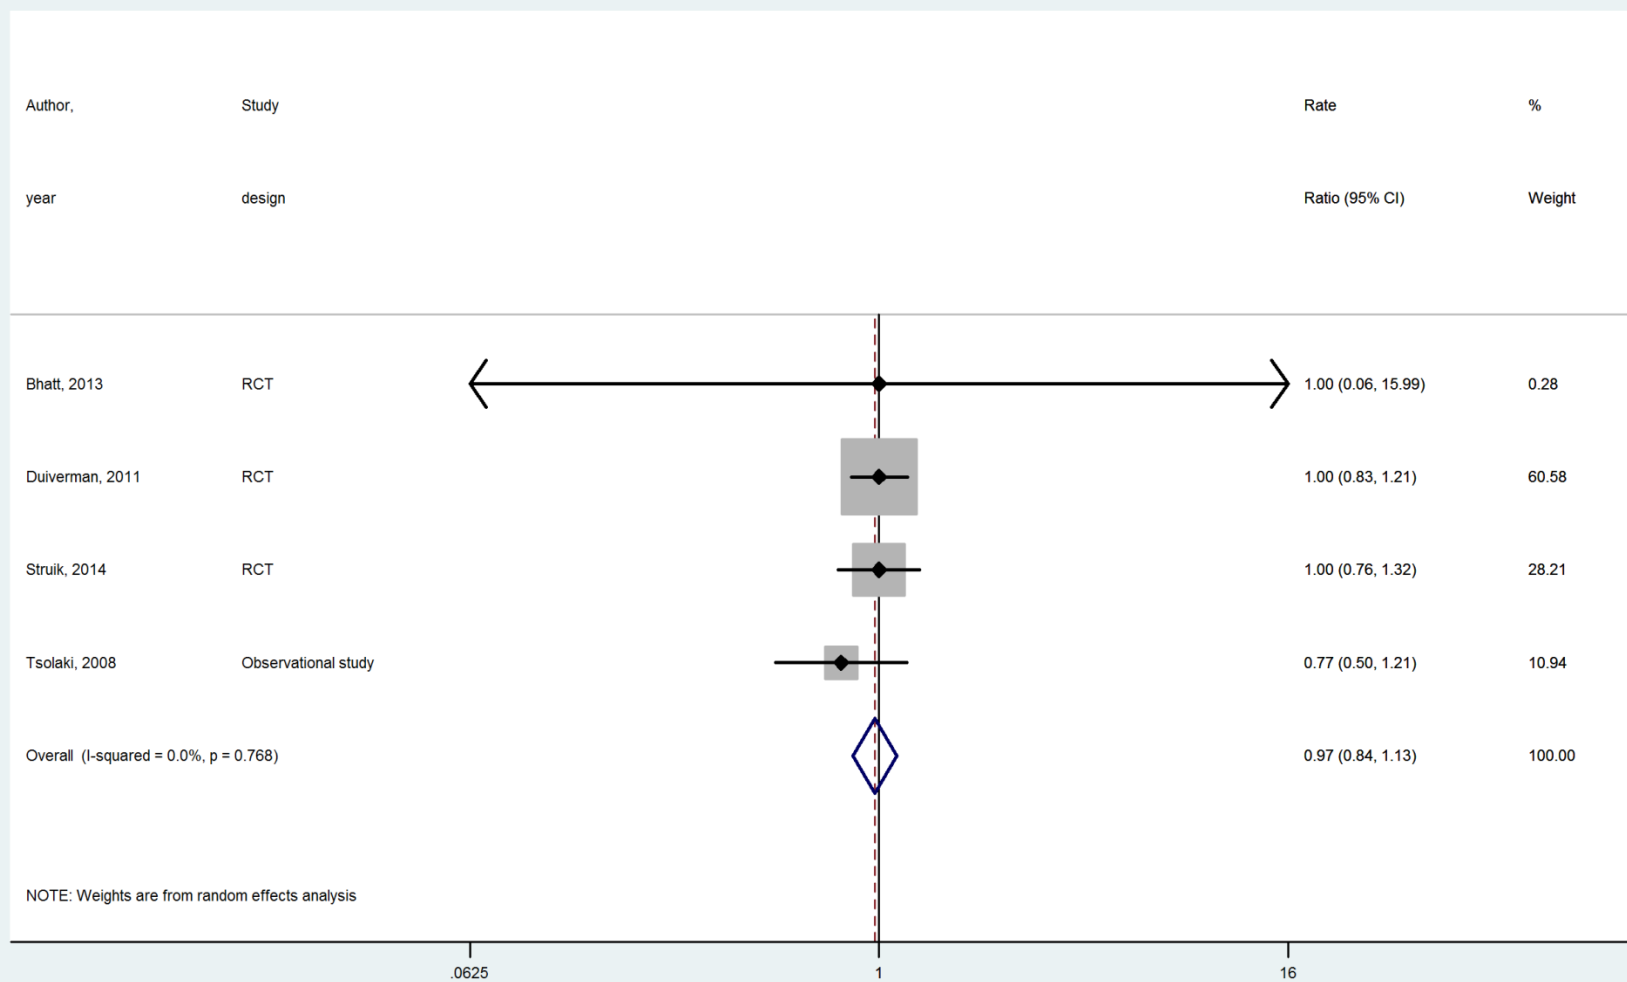 Author, Study Rate %
year design Ratio (95% CI) Weight
Bhatt, 2013 RCT 1.00 (0.06, 15.99) 0.28
Duiverman, 2011 RCT 1.00 (0.83, 1.21) 60.58
Struik, 2014 RCT 1.00 (0.76, 1.32) 28.21
Tsolaki, 2008 Observational study 0.77 (0.50, 1.21) 10.94
Overall (I-squared = 0.0%, p = 0.768) 0.97 (0.84, 1.13) 100.00
NOTE: Weights are from random effects analysis
.0625 1 16